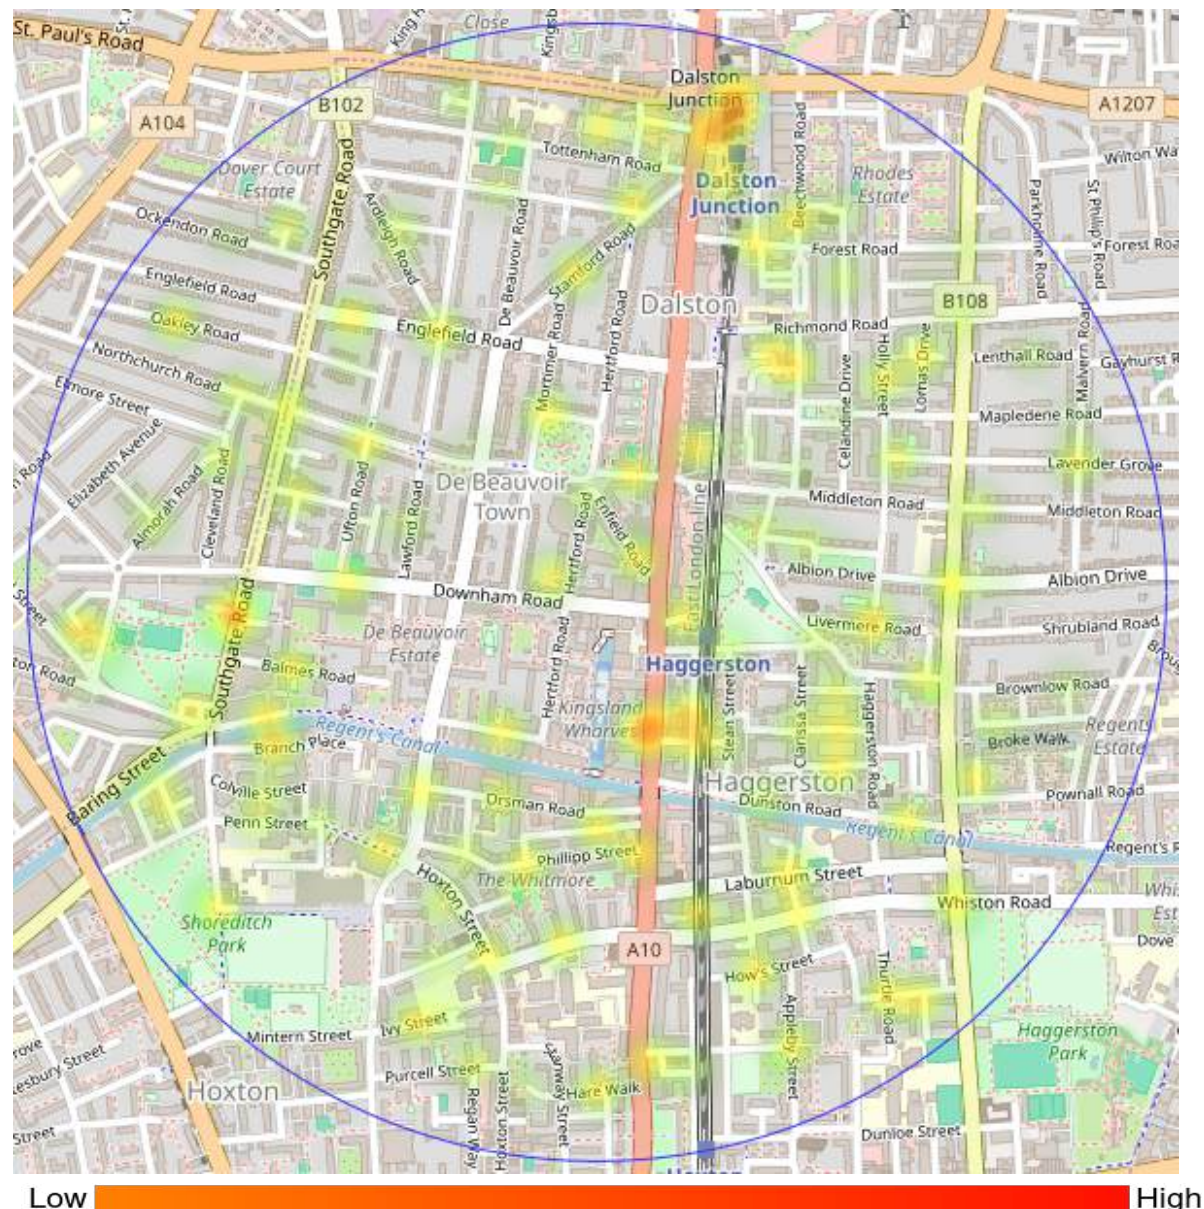 St. Paul's Road
Close
Dalston
Junction
B102
A104
A1207
Tottenham Road
Beechwood Road
Wilton Wa
Dover Court
Estate
Rhodes
Estate
Dalston
Junction
Ockendon Road
Ardleigh Road
Southgate Road
De Beauvoir Road
Stamford Road
Forest Road
Parkholme Road
St. Philip's Road
Forest Roa
Englefield Road
B108
Dalston
Oakley Road
Englefield Road
Mortimer Road
Hertford Road
Richmond Road
Celandine Drive
Holly Street
Lomas Drive
Lenthall Road
Malvern Road
Gayhurst R
Northchurch Road
Elmore Street
Mapledene Road
Elizabeth Avenue
Almorah Road
Cleveland Road
Ufton Road
Lawford Road
De Beauvoir
Town
Hertford Road
Enfield Road
East London line
Lavender Grove
Middleton Road
Middleton Road
Albion Drive
Albion Drive
Downham Road
Street
De Beauvoir
Estate
Livermere Road
Shrubland Road
Southgate Road
Balmes Road
Hertford Road
Haggerston
ton Road
Stean Street
Clarissa Street
Haggerston Road
Brownlow Road
Kingsland
Wharves
Regent's Canal
Branch Place
Regents
Estate
Broke Walk
Baring Street
Haggerston
Colville Street
Orsman Road
Dunston Road
Pownall Road
Penn Street
Regent's Canal
Phillipp Street
The Whitmore
Laburnum Street
Hoxton Street
Whiston Road
Shoreditch
Park
A10
Dove
How's Street
Thurtle Road
Appleby Street
Ivy Street
Mintern Street
Haggerston
Park
Purcell Street
Hoxton
Regan Way
Hoxton Street
Hare Walk
Street
Dunloe Street
Low
High